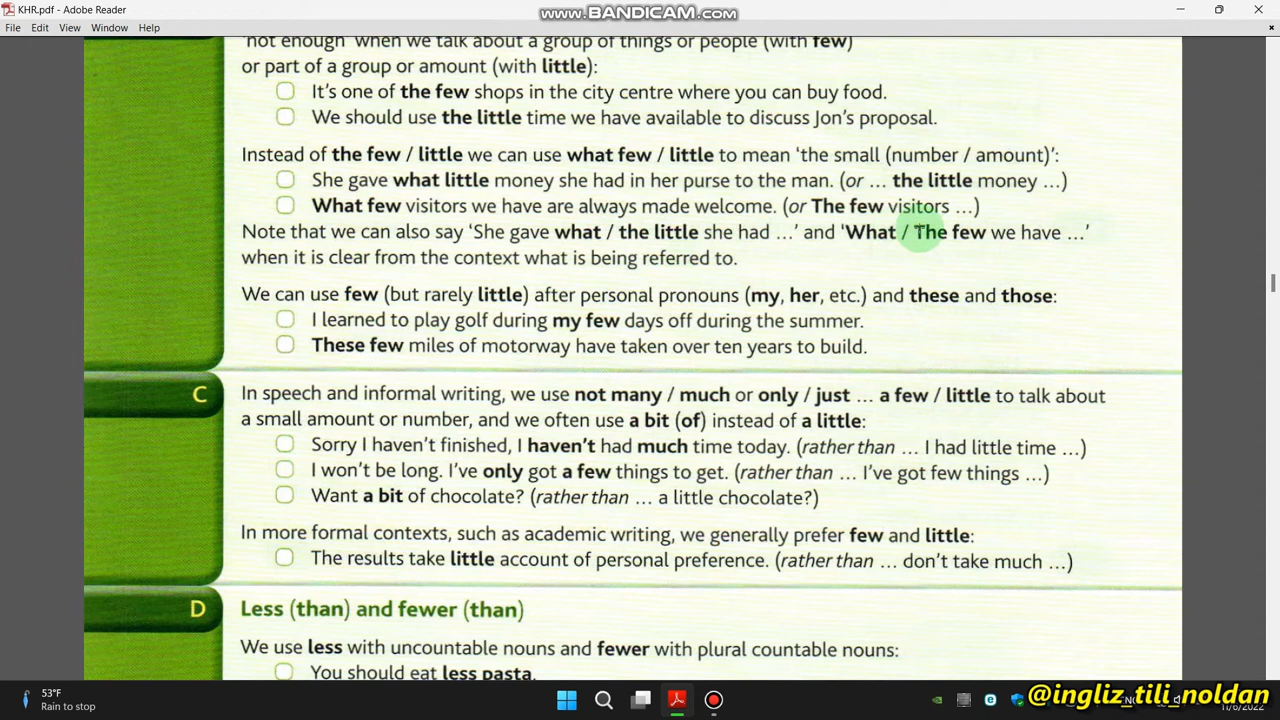 KHR.pdf - Adobe Reader
www.BANDICAM.com
File Edit View Window Help
'not enough' when we talk about a group of things or people (with few)
or part of a group or amount (with little):
It's one of the few shops in the city centre where you can buy food.
We should use the little time we have available to discuss Jon's proposal.
Instead of the few / little we can use what few / little to mean 'the small (number / amount)':
She gave what little money she had in her purse to the man. (or … the little money …)
What few visitors we have are always made welcome. (or The few visitors …)
Note that we can also say 'She gave what / the little she had …' and 'What / The few we have …'
when it is clear from the context what is being referred to.
We can use few (but rarely little) after personal pronouns (my, her, etc.) and these and those:
I learned to play golf during my few days off during the summer.
These few miles of motorway have taken over ten years to build.
C
In speech and informal writing, we use not many / much or only / just … a few / little to talk about
a small amount or number, and we often use a bit (of) instead of a little:
Sorry I haven't finished, I haven't had much time today. (rather than … I had little time …)
I won't be long. I've only got a few things to get. (rather than … I've got few things …)
Want a bit of chocolate? (rather than … a little chocolate?)
In more formal contexts, such as academic writing, we generally prefer few and little:
The results take little account of personal preference. (rather than … don't take much …)
D
Less (than) and fewer (than)
We use less with uncountable nouns and fewer with plural countable nouns:
You should eat less pasta.
53°F
Rain to stop
@ingliz_tili_noldan
11/6/2022